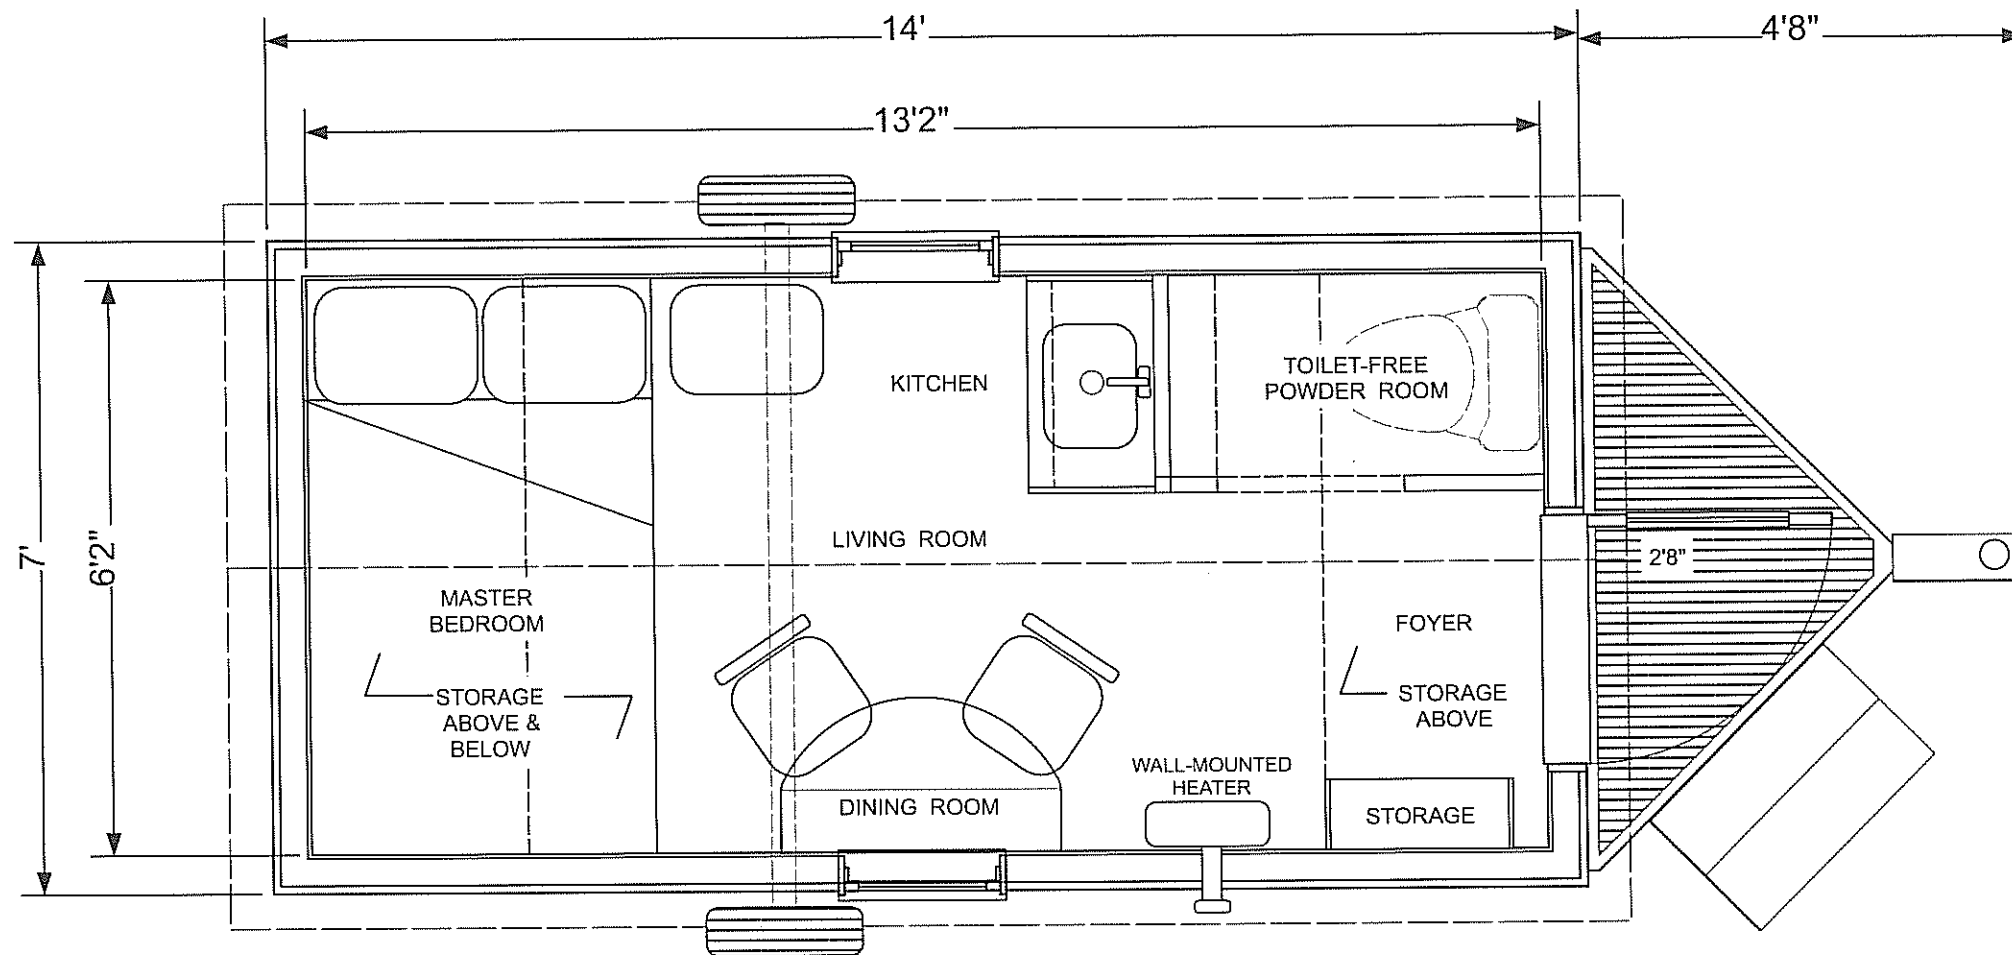 14'
4'8"
13'2"
7'
6'2"
KITCHEN
TOILET-FREE
POWDER ROOM
LIVING ROOM
2'8"
MASTER
BEDROOM
FOYER
STORAGE
ABOVE &
BELOW
STORAGE
ABOVE
WALL-MOUNTED
HEATER
DINING ROOM
STORAGE